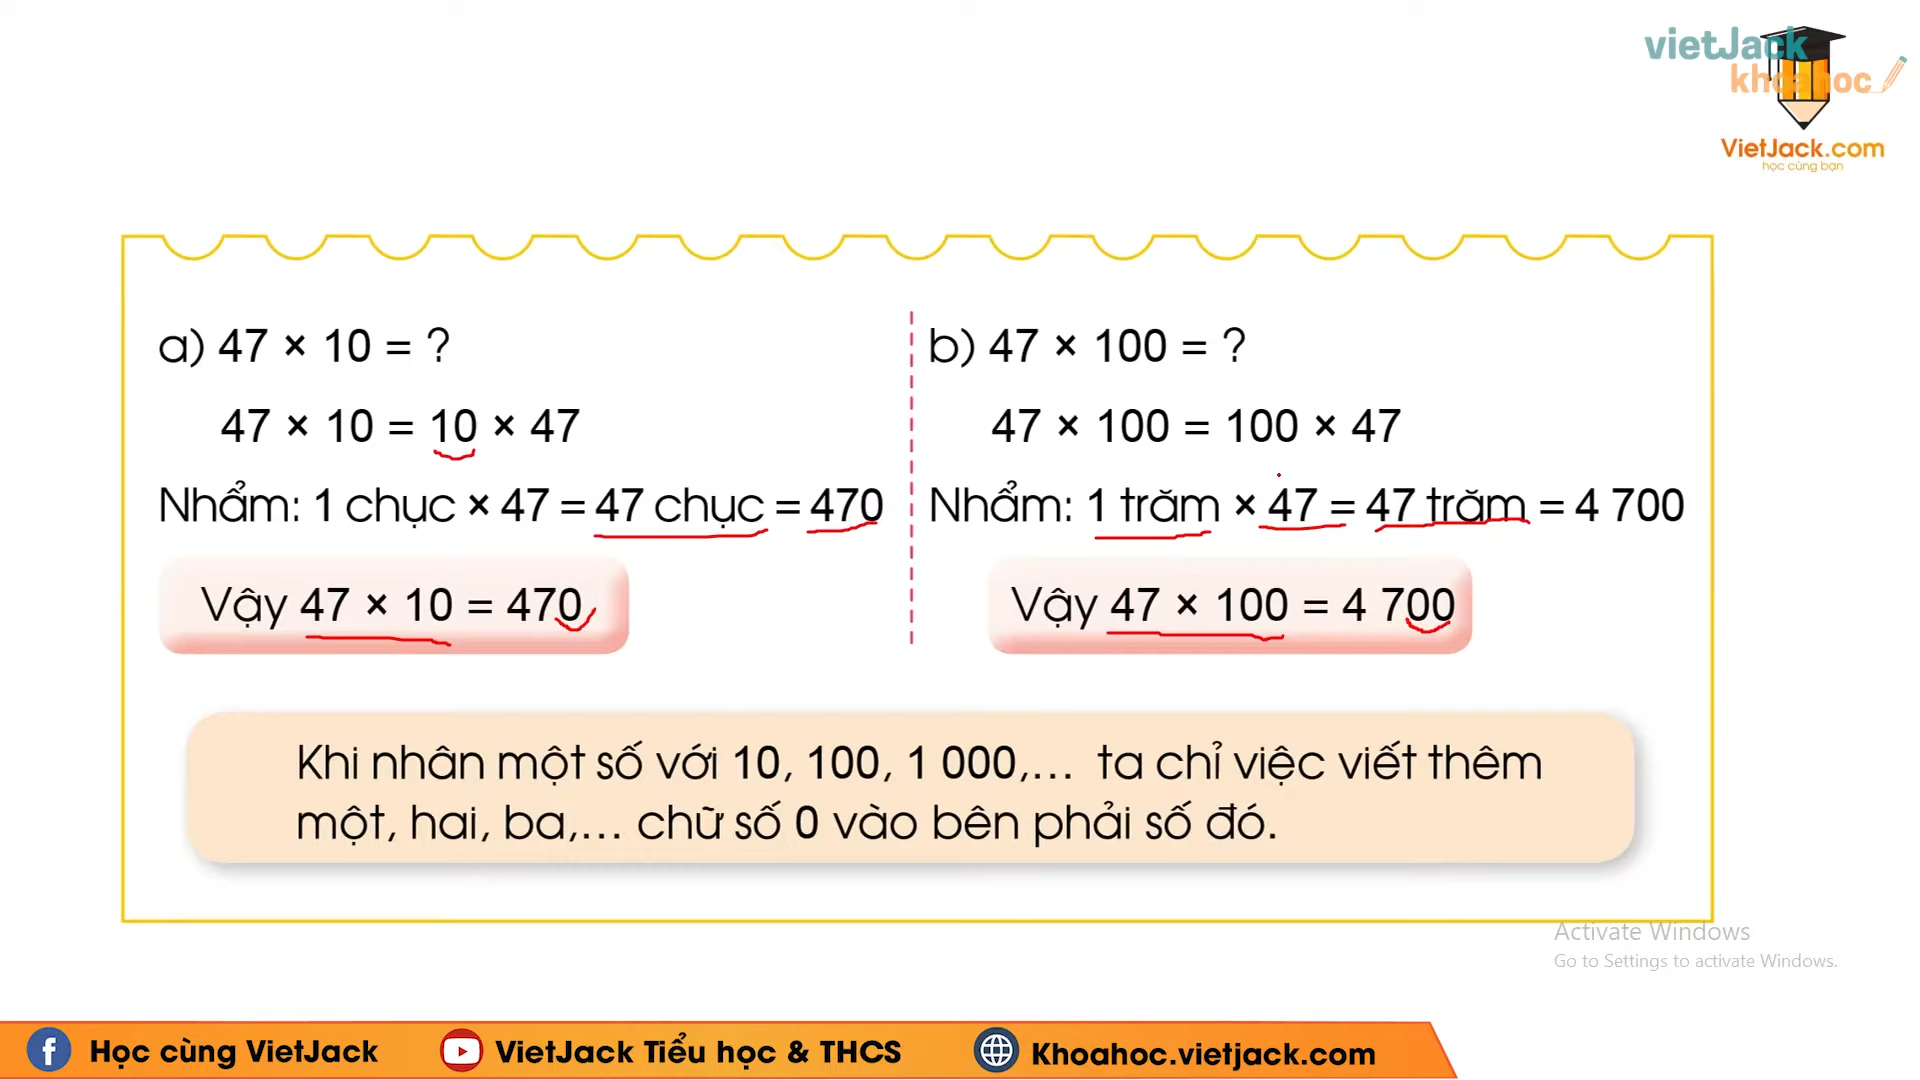 vietJack
khoahoc
VietJack.com
học cùng bạn
a) 47 × 10 = ?
47 × 10 = 10 × 47
Nhẩm: 1 chục × 47 = 47 chục = 470
Vậy 47 × 10 = 470
b) 47 × 100 = ?
47 × 100 = 100 × 47
Nhẩm: 1 trăm × 47 = 47 trăm = 4 700
Vậy 47 × 100 = 4 700
Khi nhân một số với 10, 100, 1 000,... ta chỉ việc viết thêm
một, hai, ba,... chữ số 0 vào bên phải số đó.
Activate Windows
Go to Settings to activate Windows.
Học cùng VietJack
VietJack Tiểu học & THCS
Khoahoc.vietjack.com